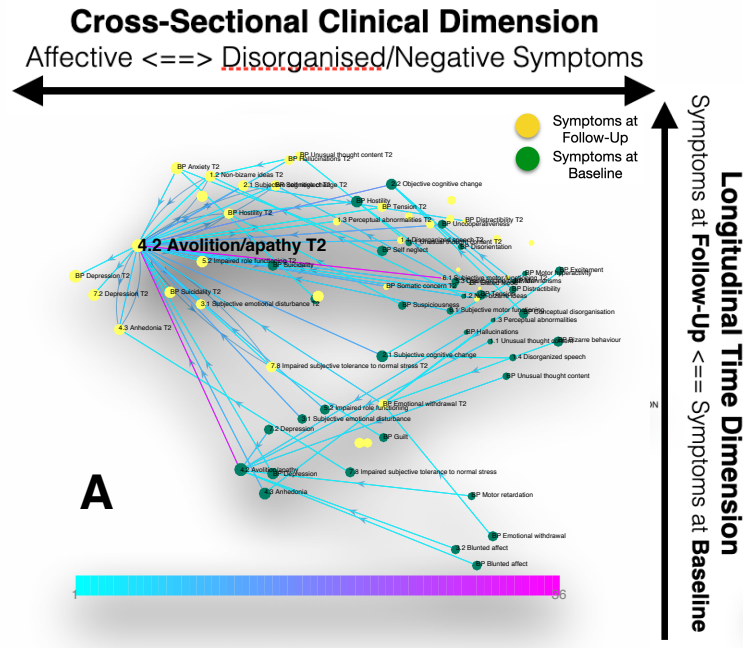 Cross-Sectional Clinical Dimension
Affective <==> Disorganised/Negative Symptoms
Symptoms at
Follow-Up
Symptoms at
Baseline
Longitudinal Time Dimension
Symptoms at Follow-Up <== Symptoms at Baseline
BP Unusual thought content T2
BP Hallucinations T2
BP Anxiety T2
1.2 Non-bizarre ideas T2
2.2 Objective cognitive change
BP Hostility
BP Tension T2
BP Hostility T2
1.3 Perceptual abnormalities T2
BP Distractibility T2
BP Uncooperativeness
4.2 Avolition/apathy T2
BP Disorientation
BP Self neglect
5.2 Impaired role functioning T2
BP Suicidality
BP Excitement
BP Depression T2
BP Motor hyperactivity
BP Somatic concern T2
BP Distractibility
7.2 Depression T2
BP Suicidality T2
3.1 Subjective emotional disturbance T2
BP Suspiciousness
BP Conceptual disorganisation
1.3 Perceptual abnormalities
4.3 Anhedonia T2
BP Hallucinations
BP Bizarre behaviour
2.1 Subjective cognitive change
1.4 Disorganized speech
7.8 Impaired subjective tolerance to normal stress T2
BP Unusual thought content
BP Emotional withdrawal T2
5.2 Impaired role functioning
3.1 Subjective emotional disturbance
7.2 Depression
BP Guilt
4.2 Avolition/apathy
BP Depression
7.8 Impaired subjective tolerance to normal stress
4.3 Anhedonia
BP Motor retardation
A
BP Emotional withdrawal
3.2 Blunted affect
BP Blunted affect
1